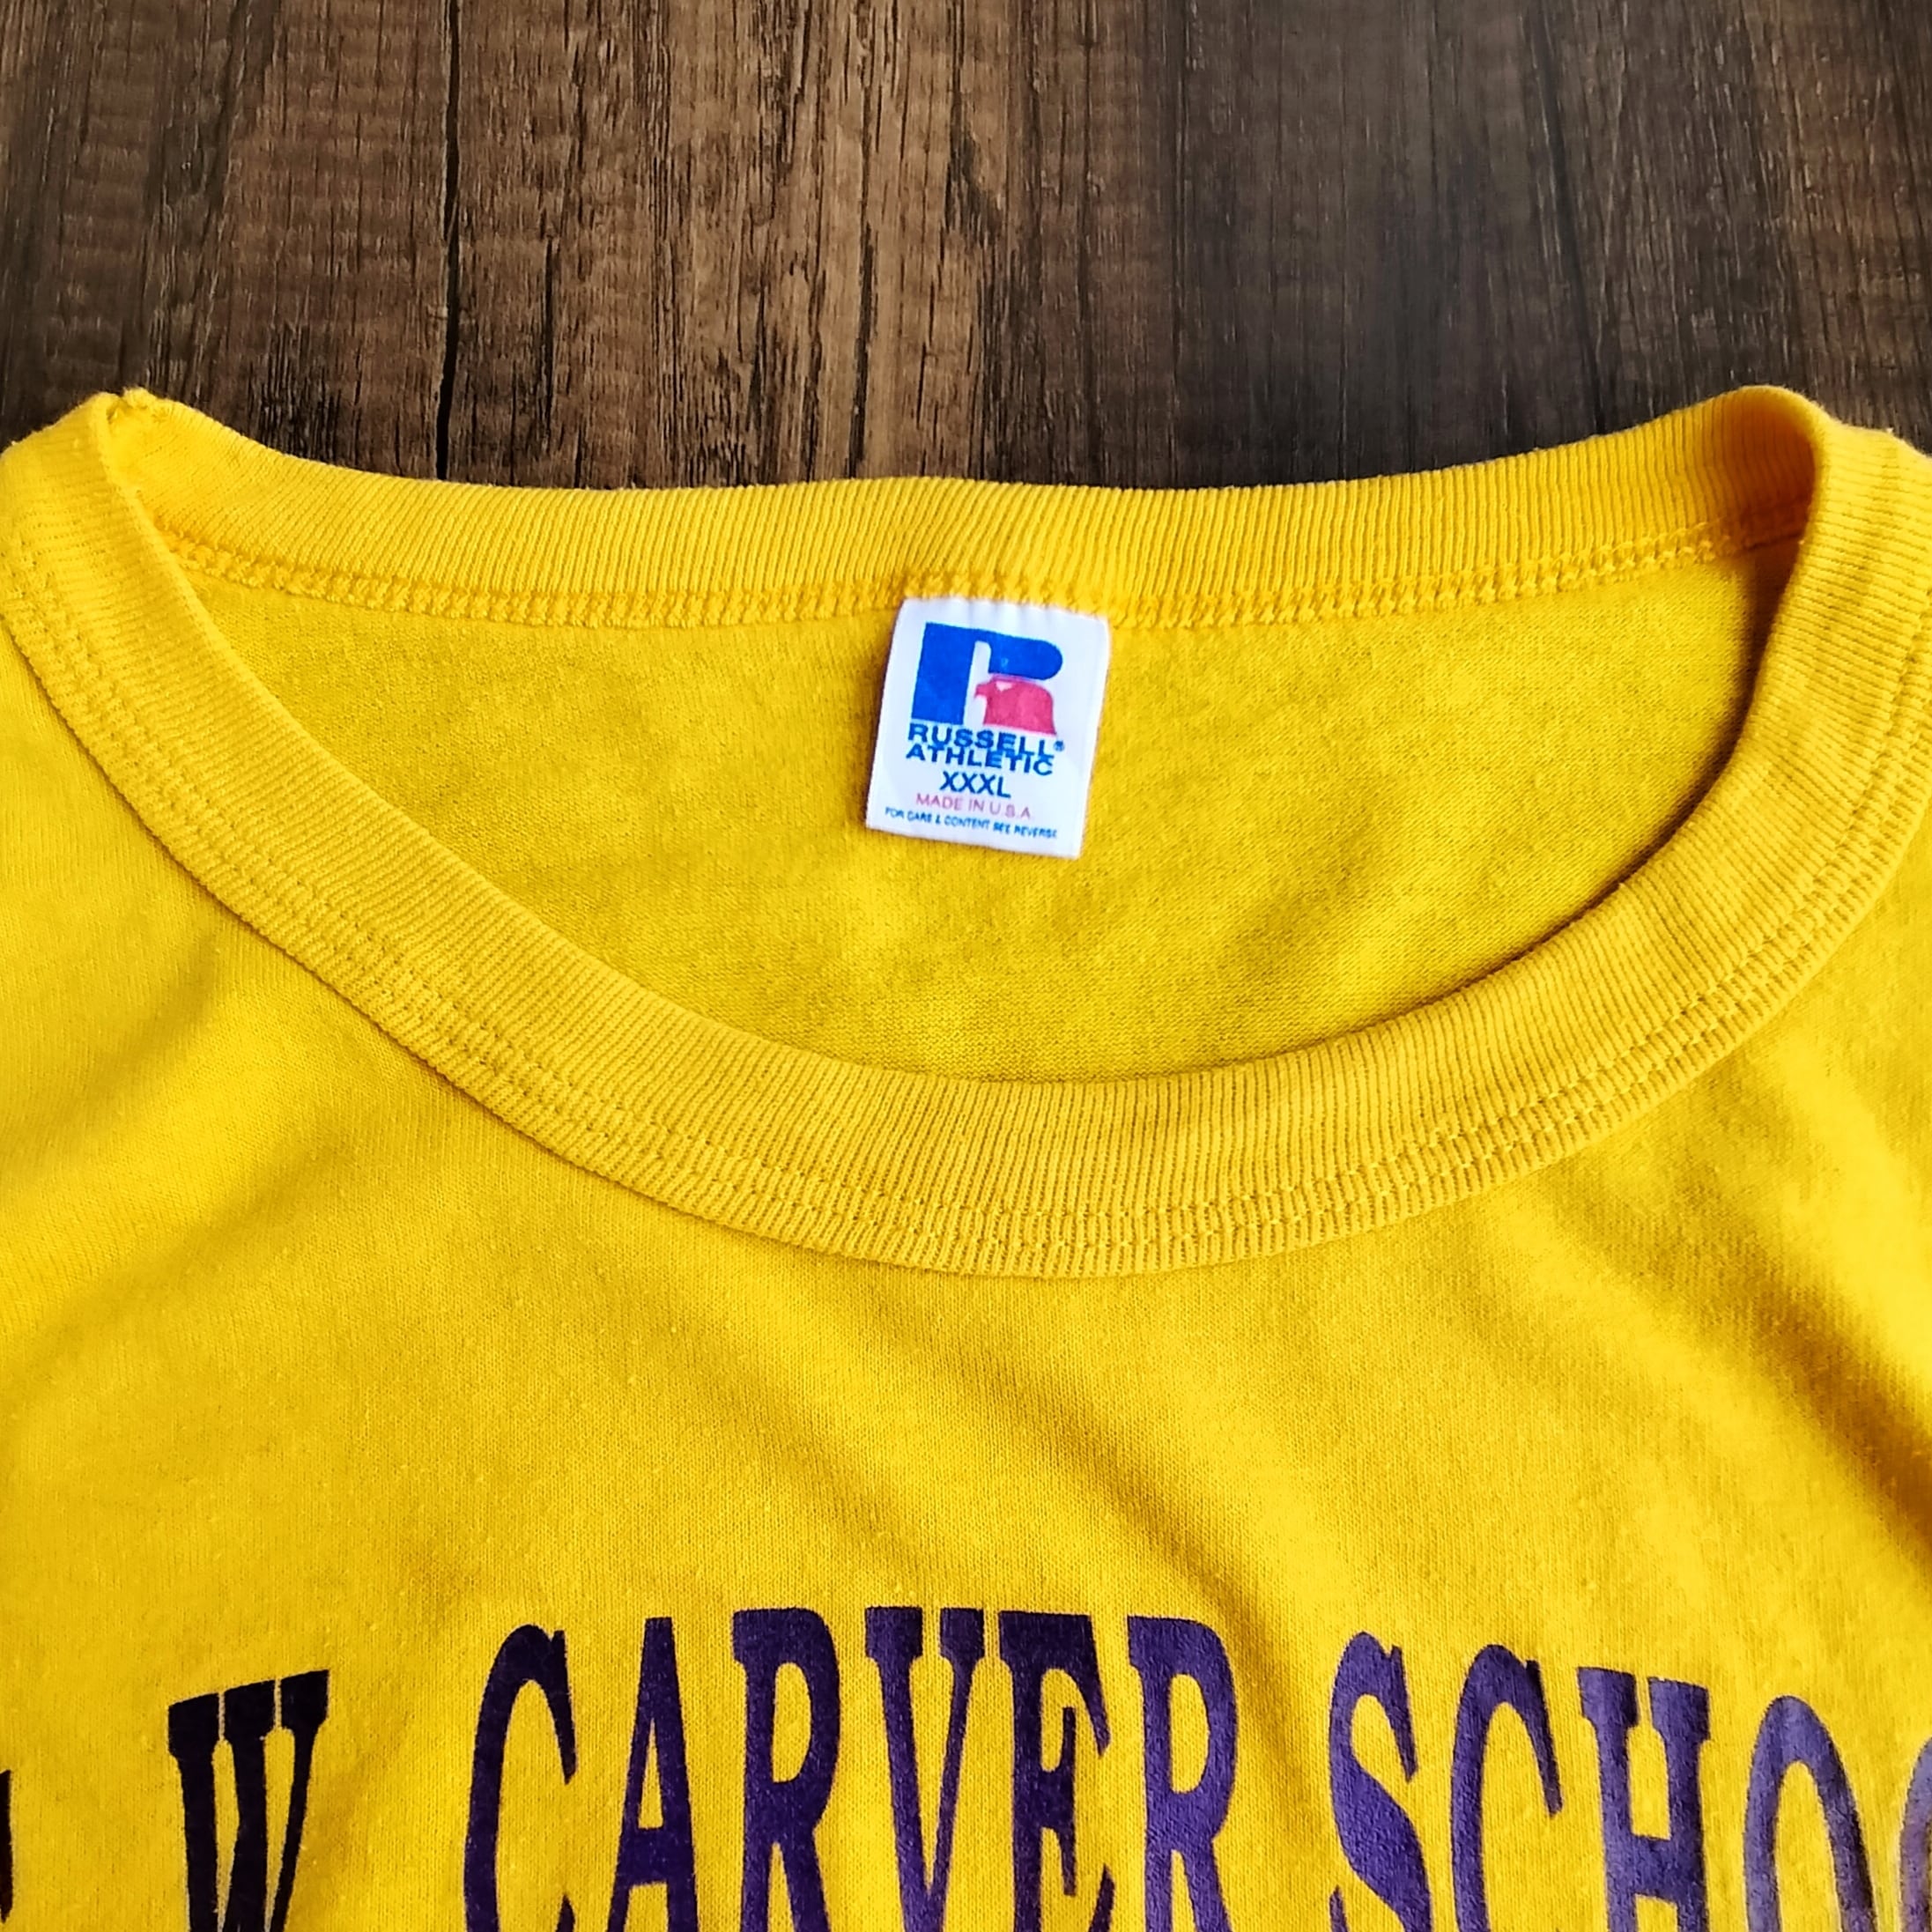 RUSSELL®
ATHLETIC
XXXL
MADE IN U.S.A.
FOR CARE & CONTENT SEE REVERSE
W CARVER SCHO